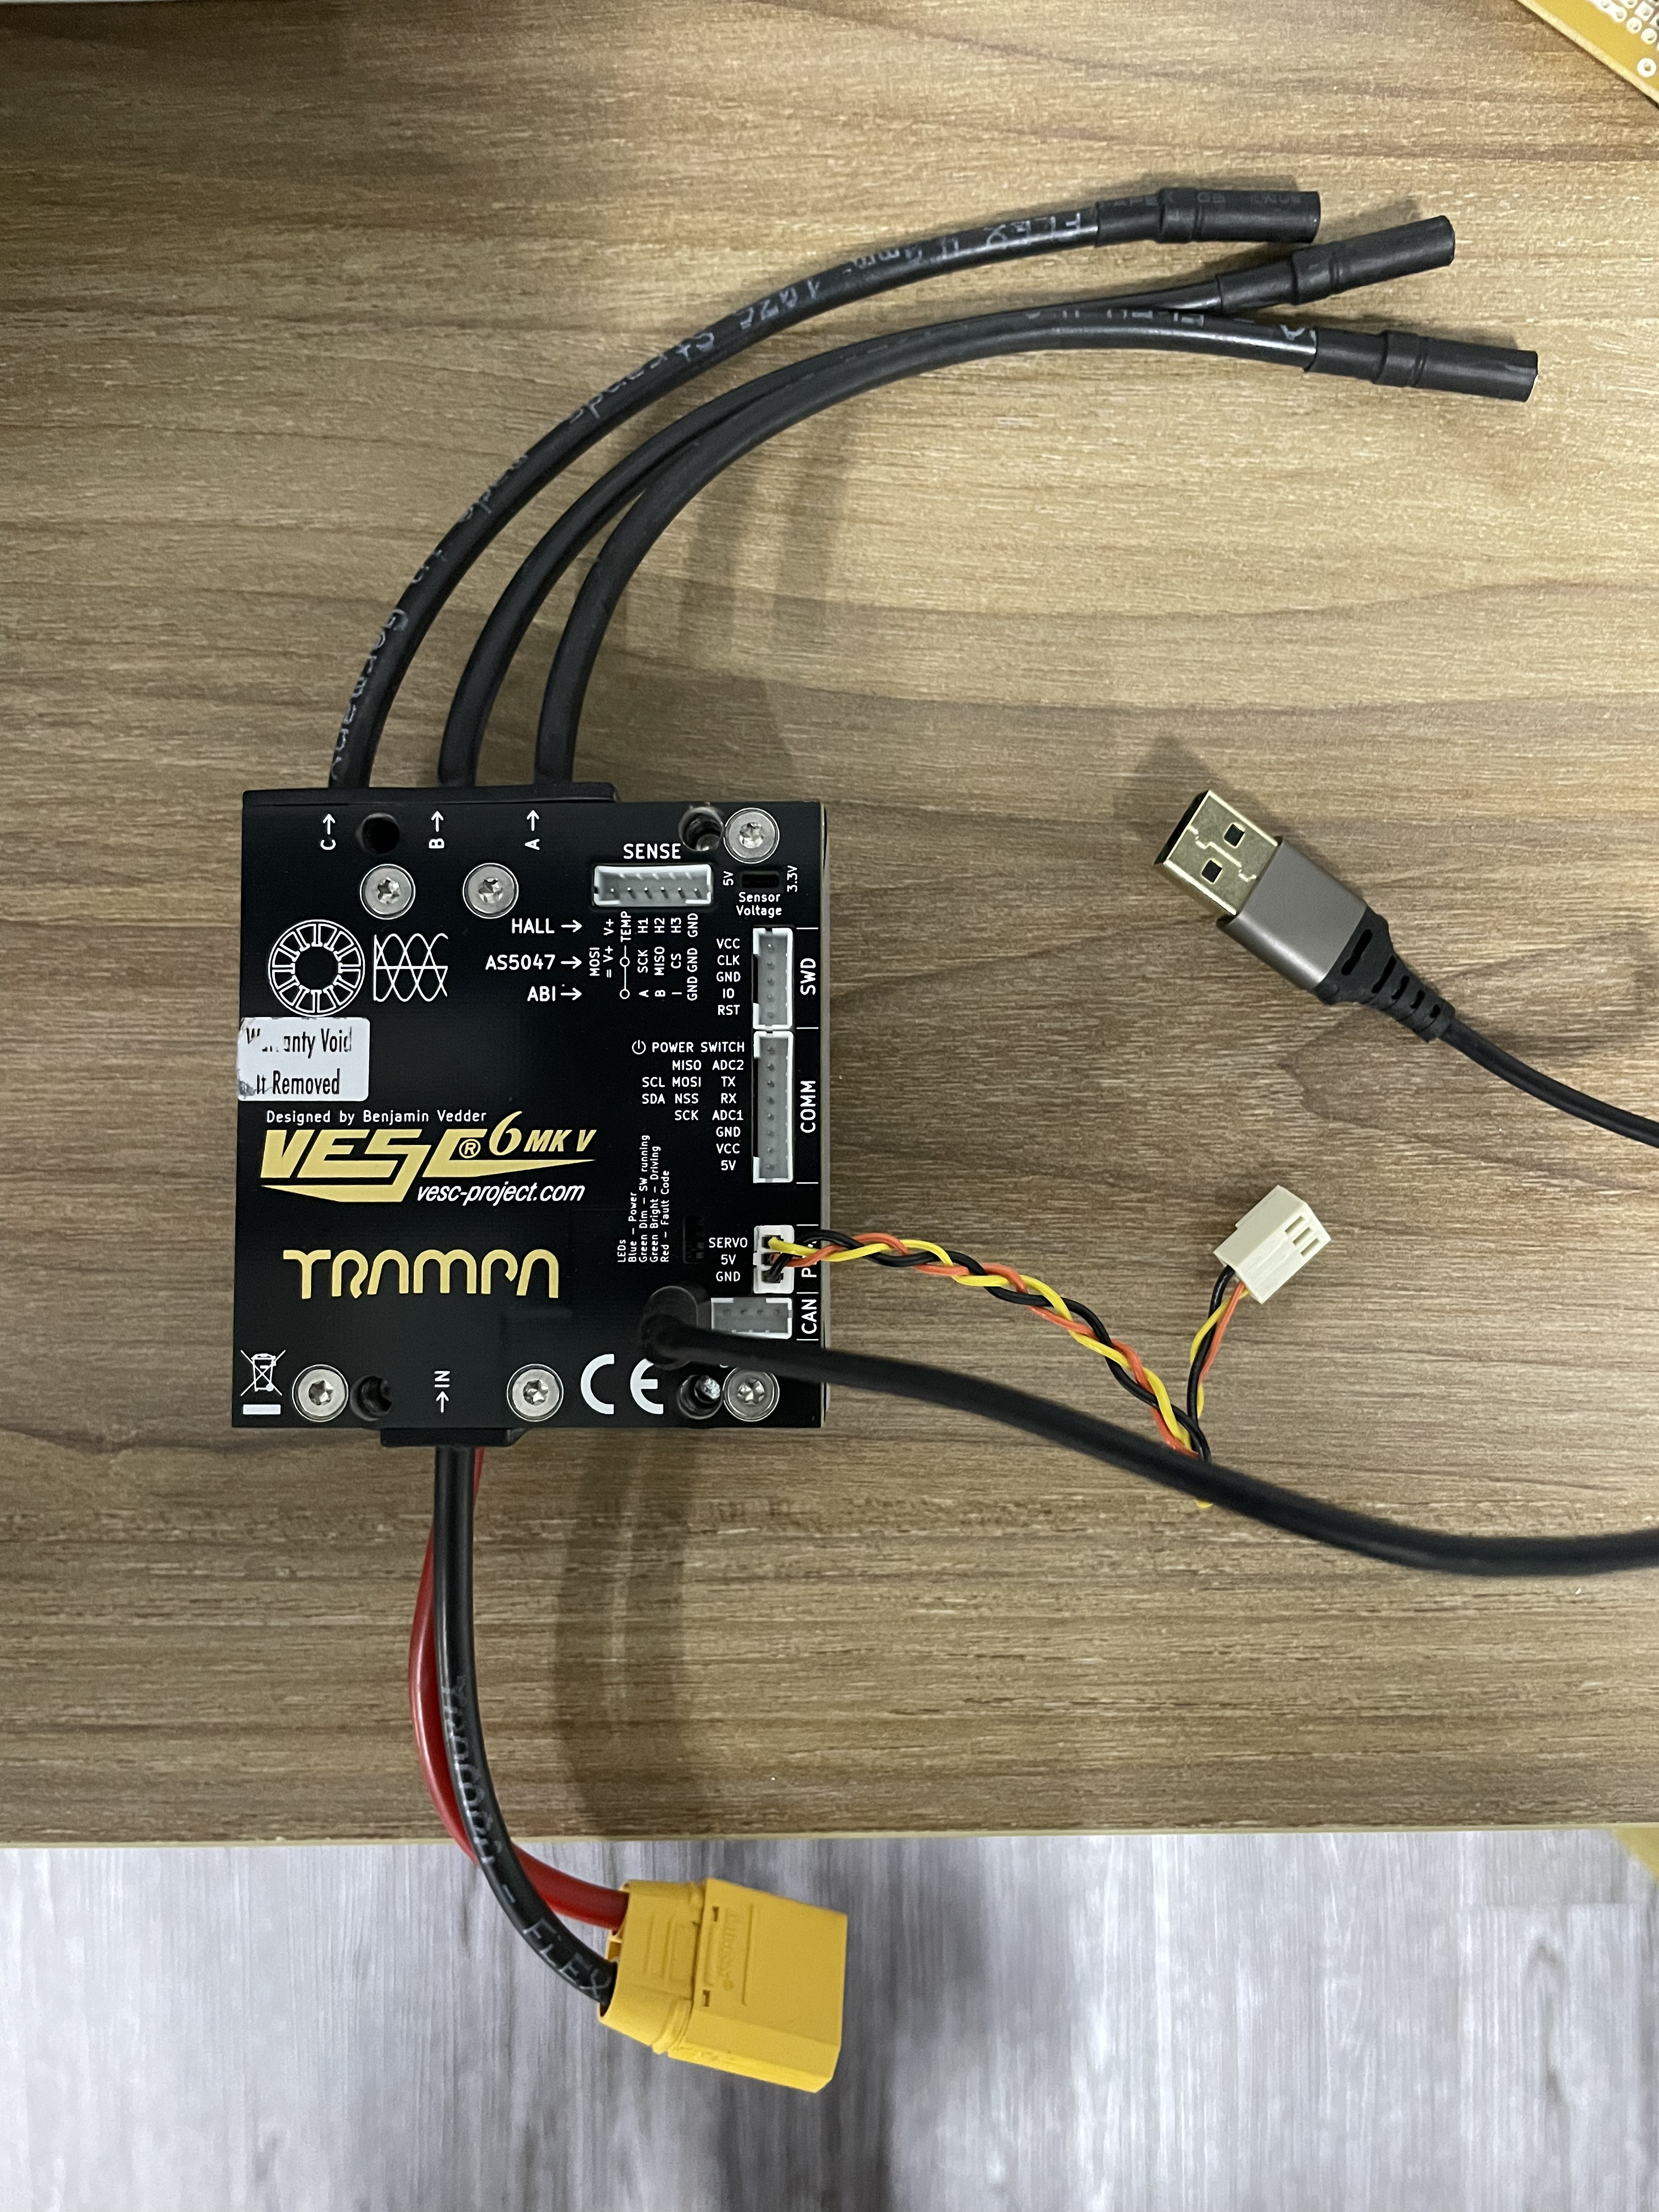 C→
B→
A→
SENSE
5V
3.3V
Sensor
Voltage
HALL → V+ TEMP H1 H2 H3 GND
AS5047 → MOSI = V+ SCK MISO CS GND
ABI → A B I GND
VCC
CLK
GND
IO
RST
SWD
POWER SWITCH
MISO ADC2
SCL MOSI TX
SDA NSS RX
SCK ADC1
GND
VCC
5V
COMM
Warranty Void
If Removed
Designed by Benjamin Vedder
VESC® 6 MK V
vesc-project.com
TRAMPA
LEDs
Blue – Power
Green Dim – SW running
Green Bright – Driving
Red – Fault Code
SERVO
5V
GND
CAN
→IN
CE
FLEX